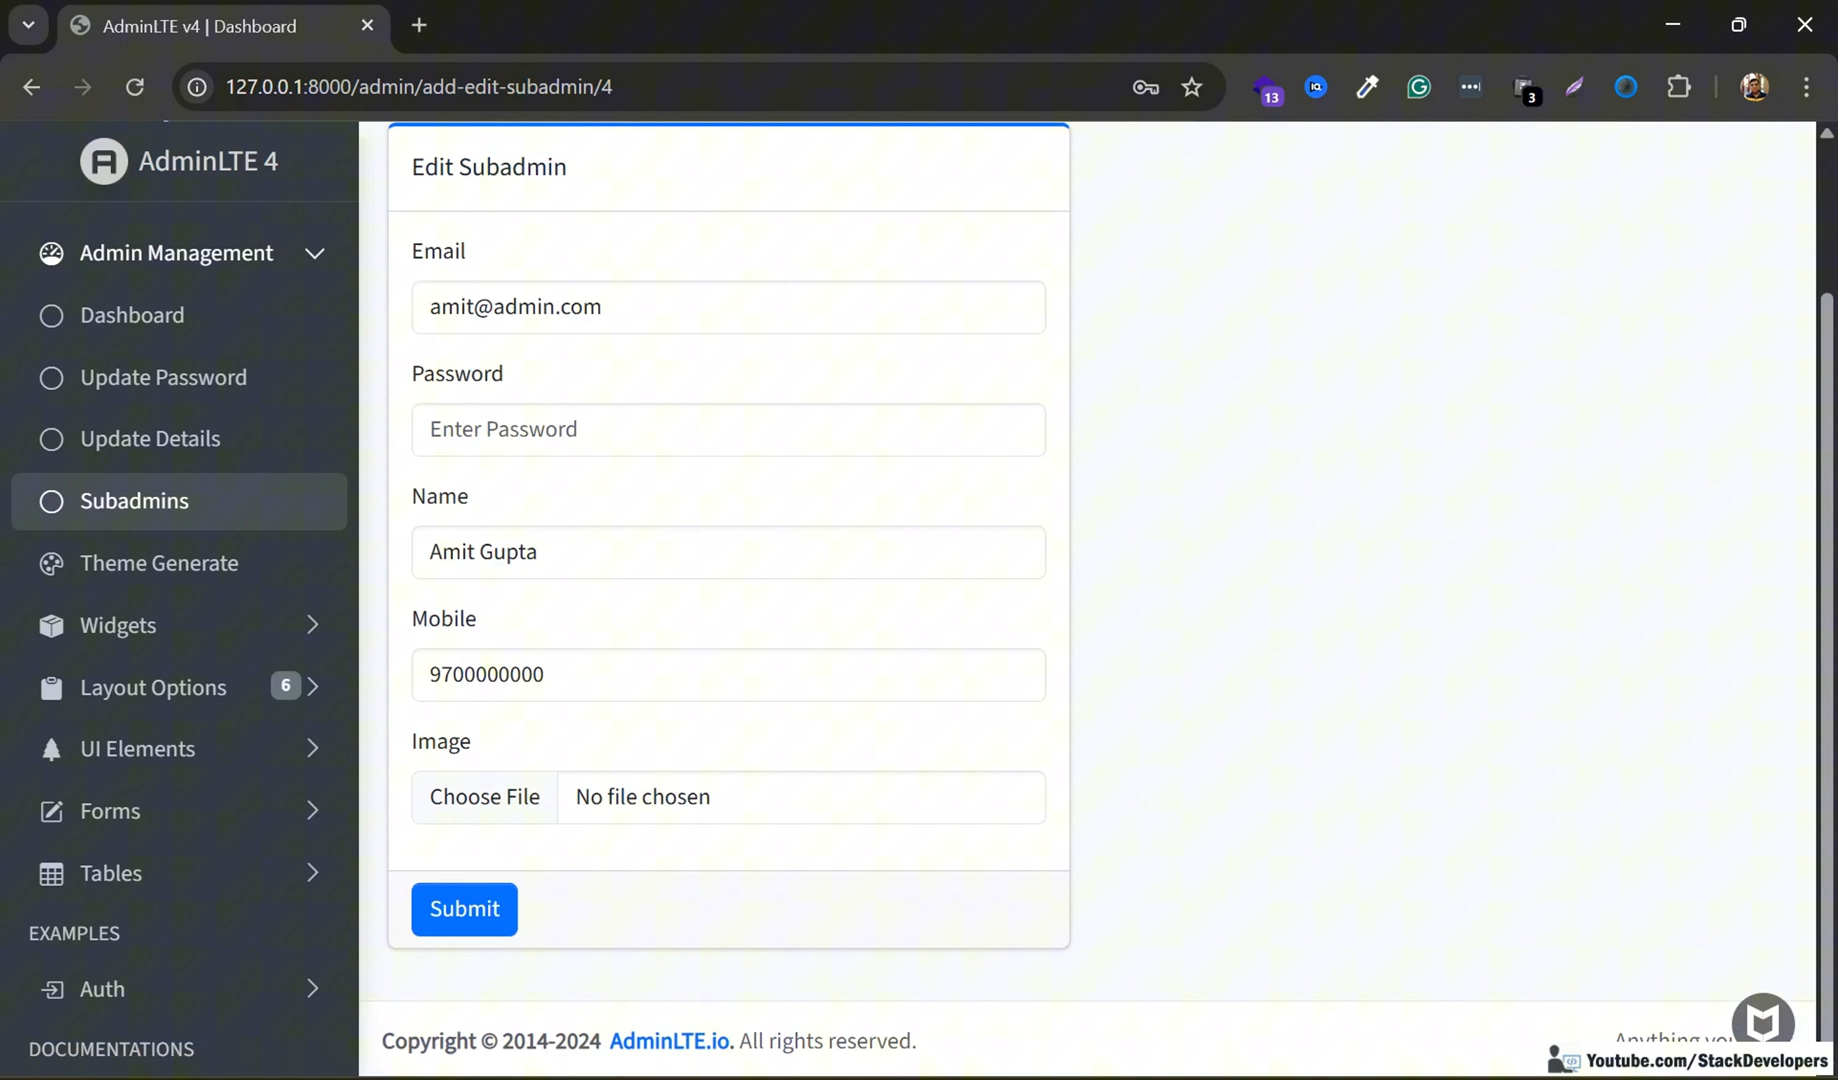 AdminLTE v4 | Dashboard
127.0.0.1:8000/admin/add-edit-subadmin/4
13
IQ
3
AdminLTE 4
Admin Management
Dashboard
Update Password
Update Details
Subadmins
Theme Generate
Widgets
Layout Options 6
UI Elements
Forms
Tables
EXAMPLES
Auth
DOCUMENTATIONS
Edit Subadmin
Email
amit@admin.com
Password
Enter Password
Name
Amit Gupta
Mobile
9700000000
Image
Choose File No file chosen
Submit
Copyright © 2014-2024 AdminLTE.io. All rights reserved.
Anything
Youtube.com/StackDevelopers